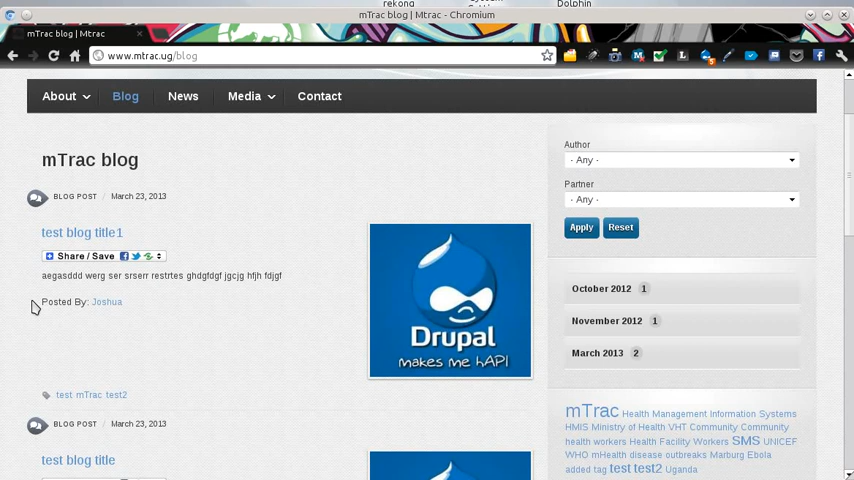 rekong
Dolphin
mTrac blog | Mtrac - Chromium
mTrac blog | Mtrac
www.mtrac.ug/blog
About
Blog
News
Media
Contact
mTrac blog
BLOG POST / March 23, 2013
test blog title1
Share / Save
aegasddd werg ser srserr restrtes ghdgfdgf jgcjg hfjh fdjgf
Posted By: Joshua
Drupal
makes me hAPI
test mTrac test2
BLOG POST / March 23, 2013
test blog title
Author
- Any -
Partner
- Any -
Apply
Reset
October 2012 1
November 2012 1
March 2013 2
mTrac Health Management Information Systems
HMIS Ministry of Health VHT Community Community
health workers Health Facility Workers SMS UNICEF
WHO mHealth disease outbreaks Marburg Ebola
added tag test test2 Uganda